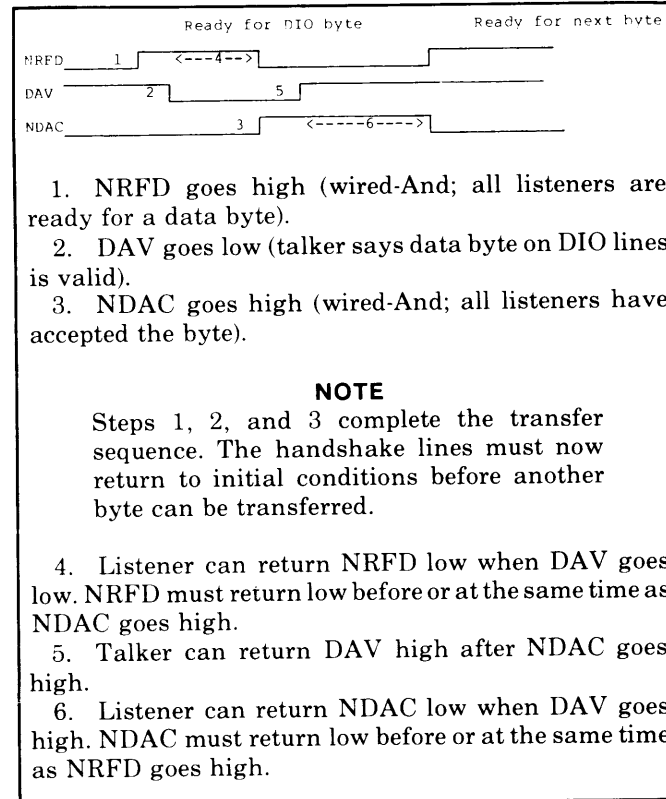 Ready for DIO byte Ready for next byte
NRFD 1 <---4-->
DAV 2 5
NDAC 3 <-----6---->
1. NRFD goes high (wired-And; all listeners are
ready for a data byte).
2. DAV goes low (talker says data byte on DIO lines
is valid).
3. NDAC goes high (wired-And; all listeners have
accepted the byte).
NOTE
Steps 1, 2, and 3 complete the transfer
sequence. The handshake lines must now
return to initial conditions before another
byte can be transferred.
4. Listener can return NRFD low when DAV goes
low. NRFD must return low before or at the same time as
NDAC goes high.
5. Talker can return DAV high after NDAC goes
high.
6. Listener can return NDAC low when DAV goes
high. NDAC must return low before or at the same time
as NRFD goes high.